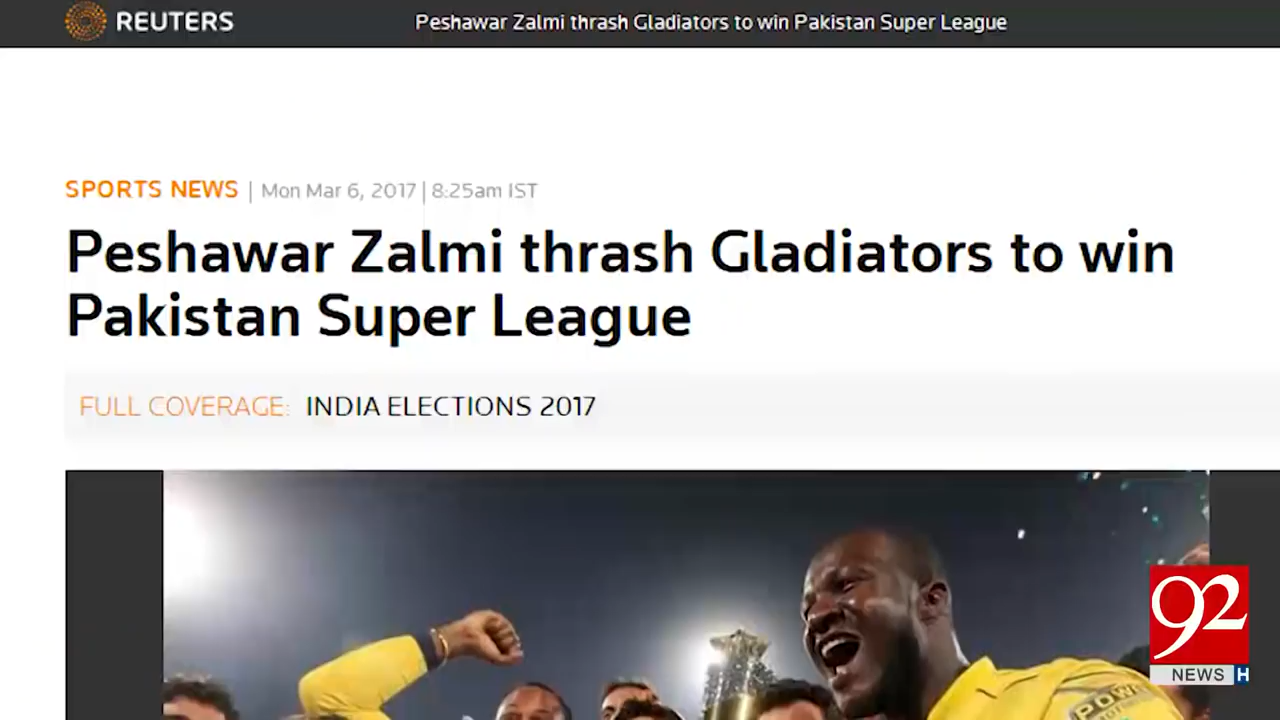 REUTERS
Peshawar Zalmi thrash Gladiators to win Pakistan Super League
SPORTS NEWS | Mon Mar 6, 2017 | 8:25am IST
Peshawar Zalmi thrash Gladiators to win
Pakistan Super League
FULL COVERAGE: INDIA ELECTIONS 2017
92
NEWS H